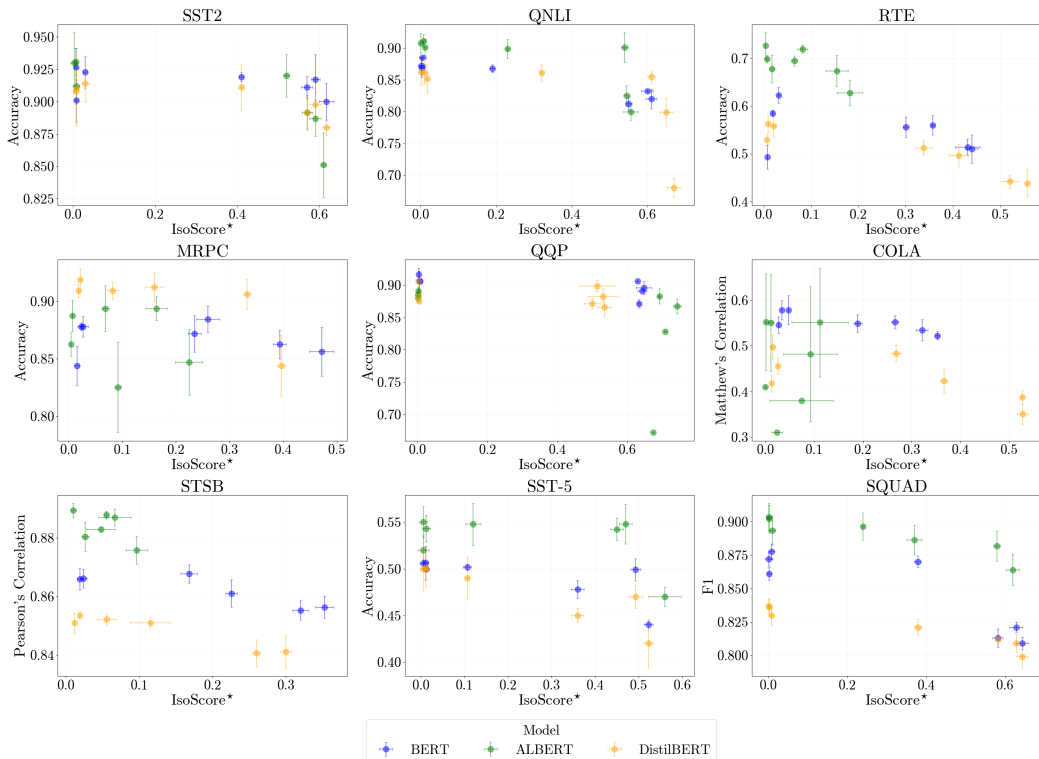 SST2
QNLI
RTE
0.950
0.925
0.900
0.875
0.850
0.825
Accuracy
0.0 0.2 0.4 0.6
IsoScore★
0.90
0.85
0.80
0.75
0.70
Accuracy
0.0 0.2 0.4 0.6
IsoScore★
0.7
0.6
0.5
0.4
Accuracy
0.0 0.1 0.2 0.3 0.4 0.5
IsoScore★
MRPC
QQP
COLA
0.90
0.85
0.80
Accuracy
0.0 0.1 0.2 0.3 0.4 0.5
IsoScore★
0.90
0.85
0.80
0.75
0.70
Accuracy
0.0 0.2 0.4 0.6
IsoScore★
0.6
0.5
0.4
0.3
Matthew's Correlation
0.0 0.1 0.2 0.3 0.4 0.5
IsoScore★
STSB
SST-5
SQUAD
0.88
0.86
0.84
Pearson's Correlation
0.0 0.1 0.2 0.3
IsoScore★
0.55
0.50
0.45
0.40
Accuracy
0.0 0.1 0.2 0.3 0.4 0.5 0.6
IsoScore★
0.900
0.875
0.850
0.825
0.800
F1
0.0 0.2 0.4 0.6
IsoScore★
Model
BERT ALBERT DistilBERT